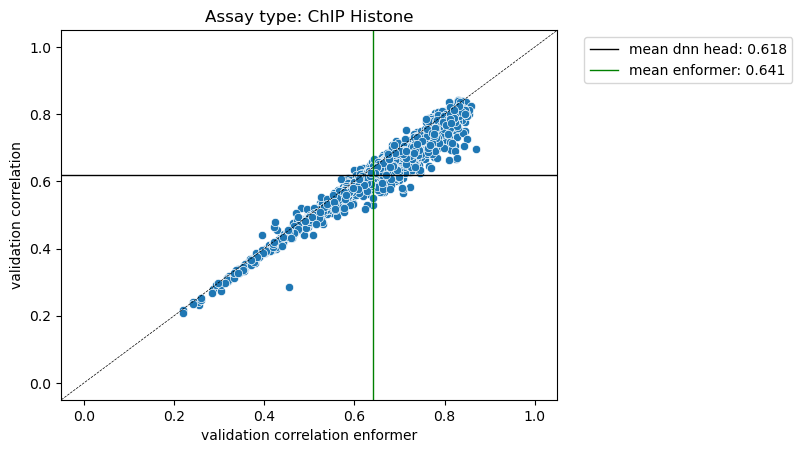 Assay type: ChIP Histone
mean dnn head: 0.618
mean enformer: 0.641
validation correlation
1.0
0.8
0.6
0.4
0.2
0.0
0.0 0.2 0.4 0.6 0.8 1.0
validation correlation enformer